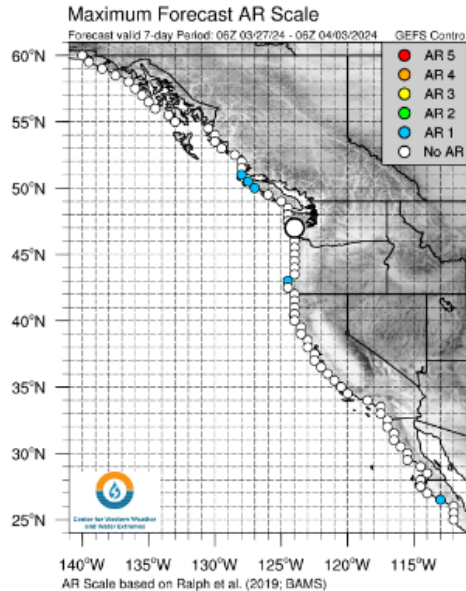 Maximum Forecast AR Scale
Forecast valid 7-day Period: 06Z 03/27/24 - 06Z 04/03/2024 GEFS Contro
AR 5
AR 4
AR 3
AR 2
AR 1
No AR
60°N
55°N
50°N
45°N
40°N
35°N
30°N
25°N
Center for Western Weather
and Water Extremes
140°W 135°W 130°W 125°W 120°W 115°W
AR Scale based on Ralph et al. (2019; BAMS)